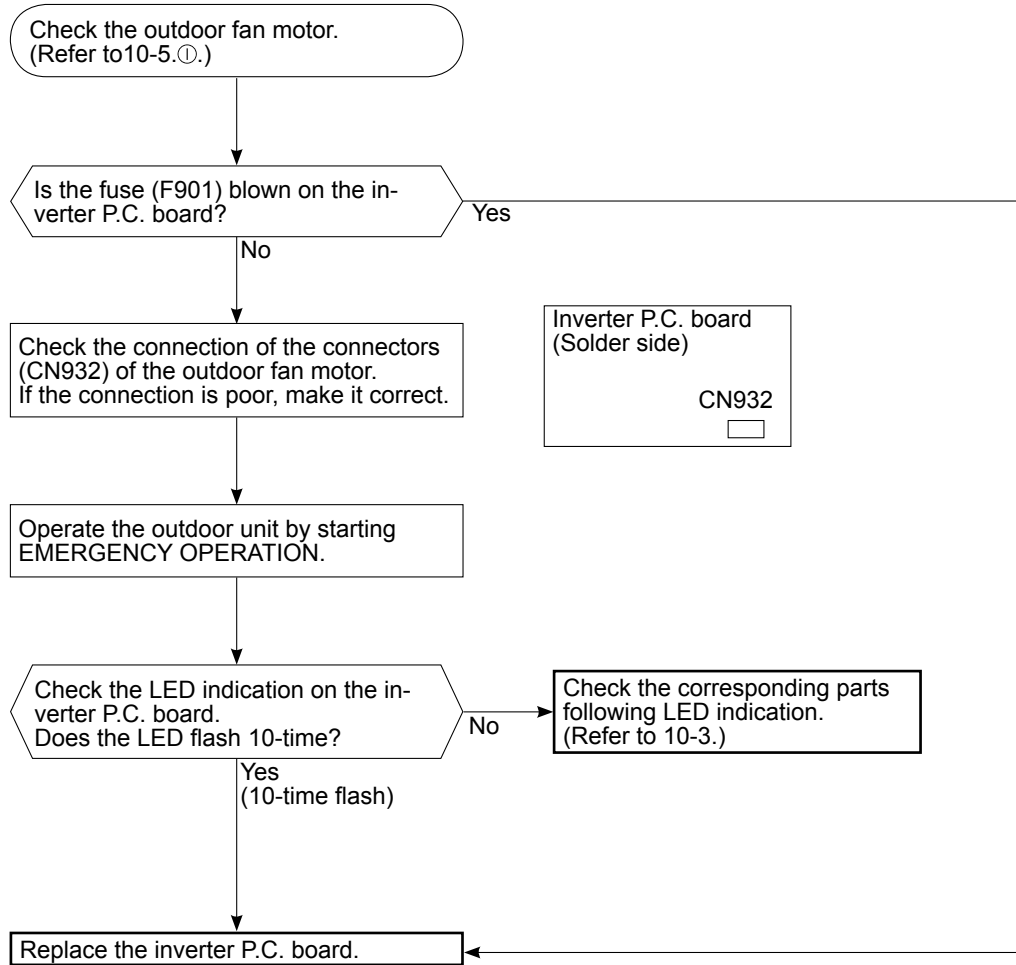 Check the outdoor fan motor.
(Refer to10-5.Ⓘ.)
Is the fuse (F901) blown on the in-
verter P.C. board?
Yes
No
Check the connection of the connectors
(CN932) of the outdoor fan motor.
If the connection is poor, make it correct.
Inverter P.C. board
(Solder side)
CN932
Operate the outdoor unit by starting
EMERGENCY OPERATION.
Check the LED indication on the in-
verter P.C. board.
Does the LED flash 10-time?
No
Check the corresponding parts
following LED indication.
(Refer to 10-3.)
Yes
(10-time flash)
Replace the inverter P.C. board.